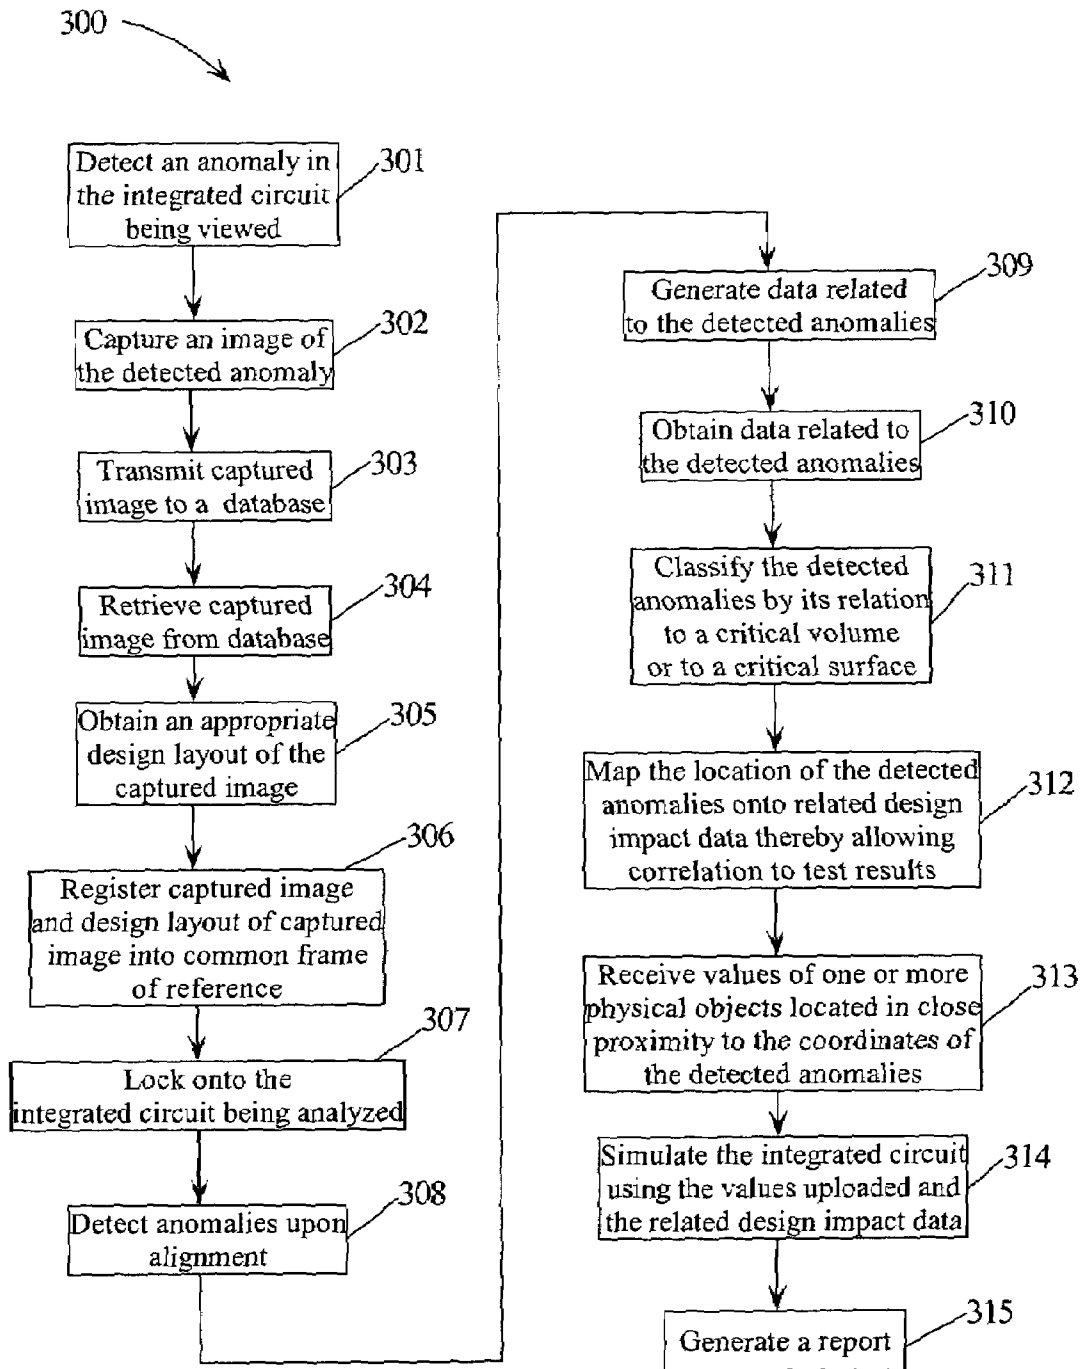 300
Detect an anomaly in
the integrated circuit
being viewed
301
Capture an image of
the detected anomaly
302
Transmit captured
image to a database
303
Retrieve captured
image from database
304
Obtain an appropriate
design layout of the
captured image
305
Register captured image
and design layout of captured
image into common frame
of reference
306
Lock onto the
integrated circuit being analyzed
307
Detect anomalies upon
alignment
308
Generate data related
to the detected anomalies
309
Obtain data related to
the detected anomalies
310
Classify the detected
anomalies by its relation
to a critical volume
or to a critical surface
311
Map the location of the detected
anomalies onto related design
impact data thereby allowing
correlation to test results
312
Receive values of one or more
physical objects located in close
proximity to the coordinates of
the detected anomalies
313
Simulate the integrated circuit
using the values uploaded and
the related design impact data
314
Generate a report
315